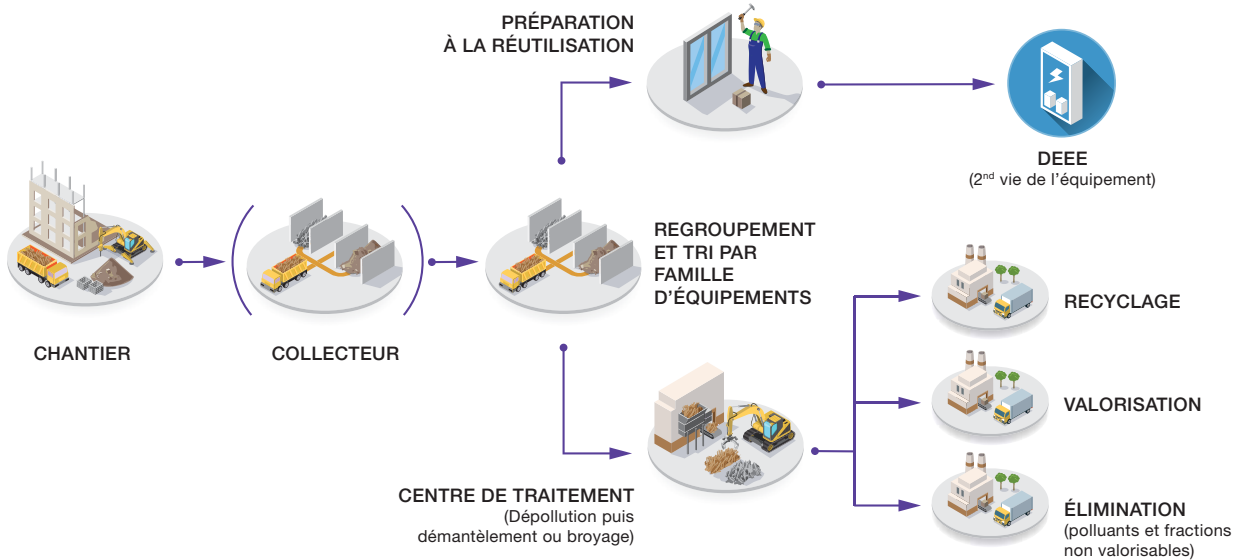 PRÉPARATION
À LA RÉUTILISATION
DEEE
(2nd vie de l'équipement)
CHANTIER
COLLECTEUR
REGROUPEMENT
ET TRI PAR
FAMILLE
D'ÉQUIPEMENTS
CENTRE DE TRAITEMENT
(Dépollution puis
démantèlement ou broyage)
RECYCLAGE
VALORISATION
ÉLIMINATION
(polluants et fractions
non valorisables)